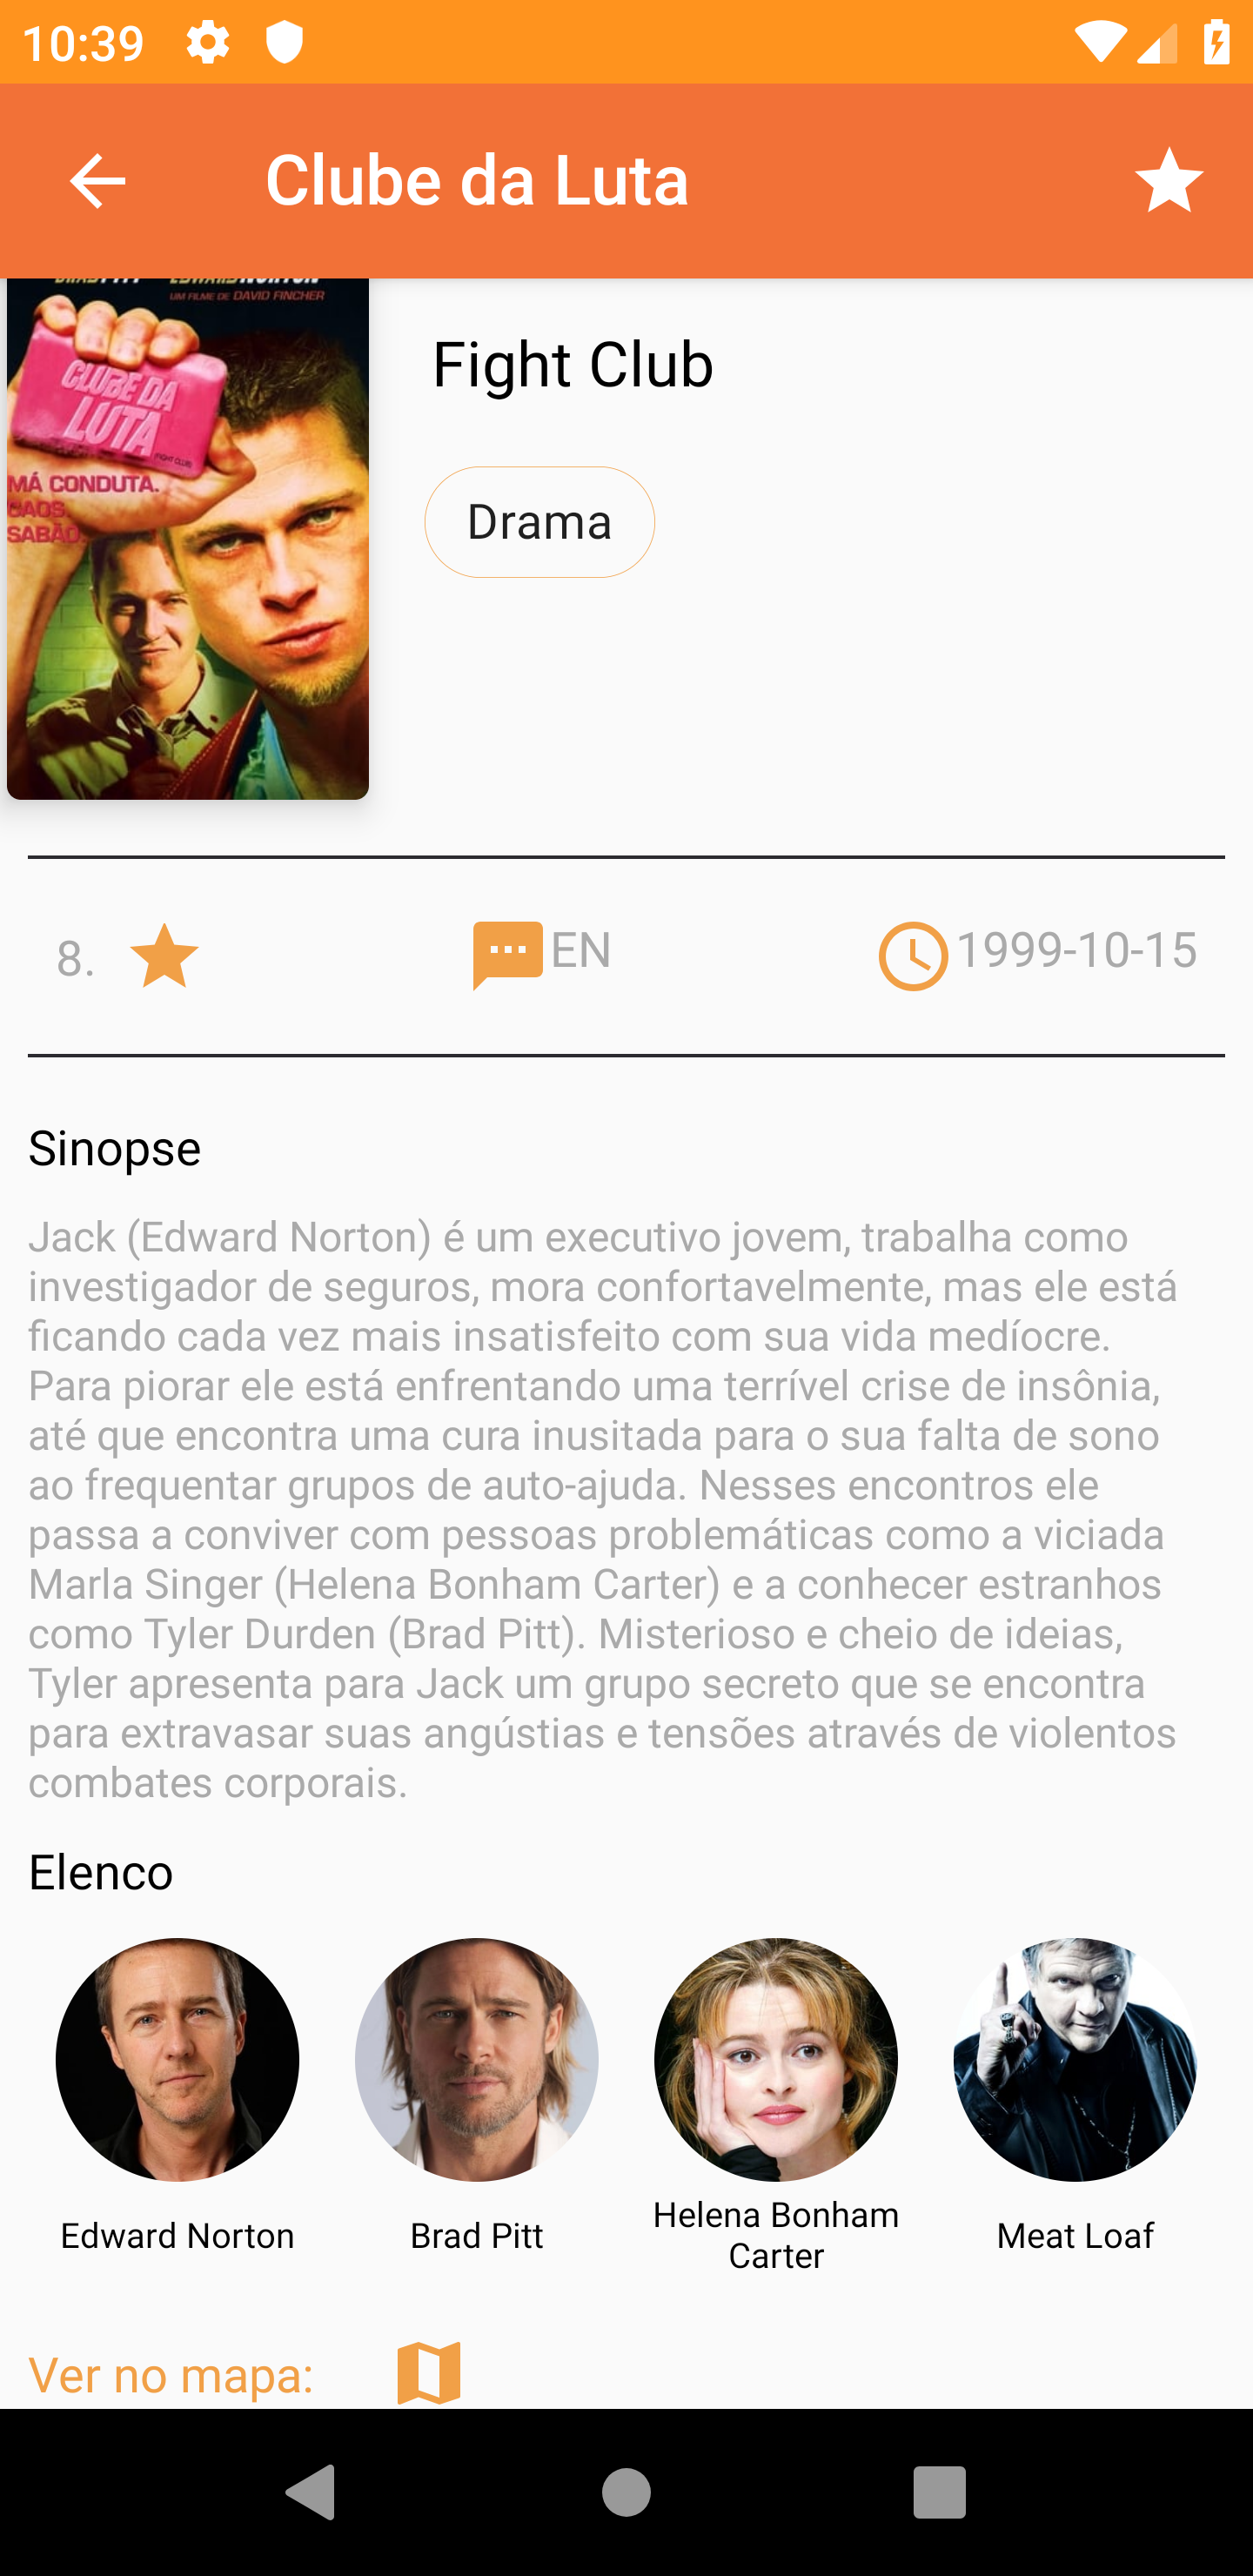 10:39
Clube da Luta
UM FILME DE DAVID FINCHER
CLUBE DA
LUTA
(FIGHT CLUB)
MÁ CONDUTA.
CAOS.
SABÃO.
Fight Club
Drama
8.
EN
1999-10-15
Sinopse
Jack (Edward Norton) é um executivo jovem, trabalha como
investigador de seguros, mora confortavelmente, mas ele está
ficando cada vez mais insatisfeito com sua vida medíocre.
Para piorar ele está enfrentando uma terrível crise de insônia,
até que encontra uma cura inusitada para o sua falta de sono
ao frequentar grupos de auto-ajuda. Nesses encontros ele
passa a conviver com pessoas problemáticas como a viciada
Marla Singer (Helena Bonham Carter) e a conhecer estranhos
como Tyler Durden (Brad Pitt). Misterioso e cheio de ideias,
Tyler apresenta para Jack um grupo secreto que se encontra
para extravasar suas angústias e tensões através de violentos
combates corporais.
Elenco
Edward Norton
Brad Pitt
Helena Bonham
Carter
Meat Loaf
Ver no mapa: